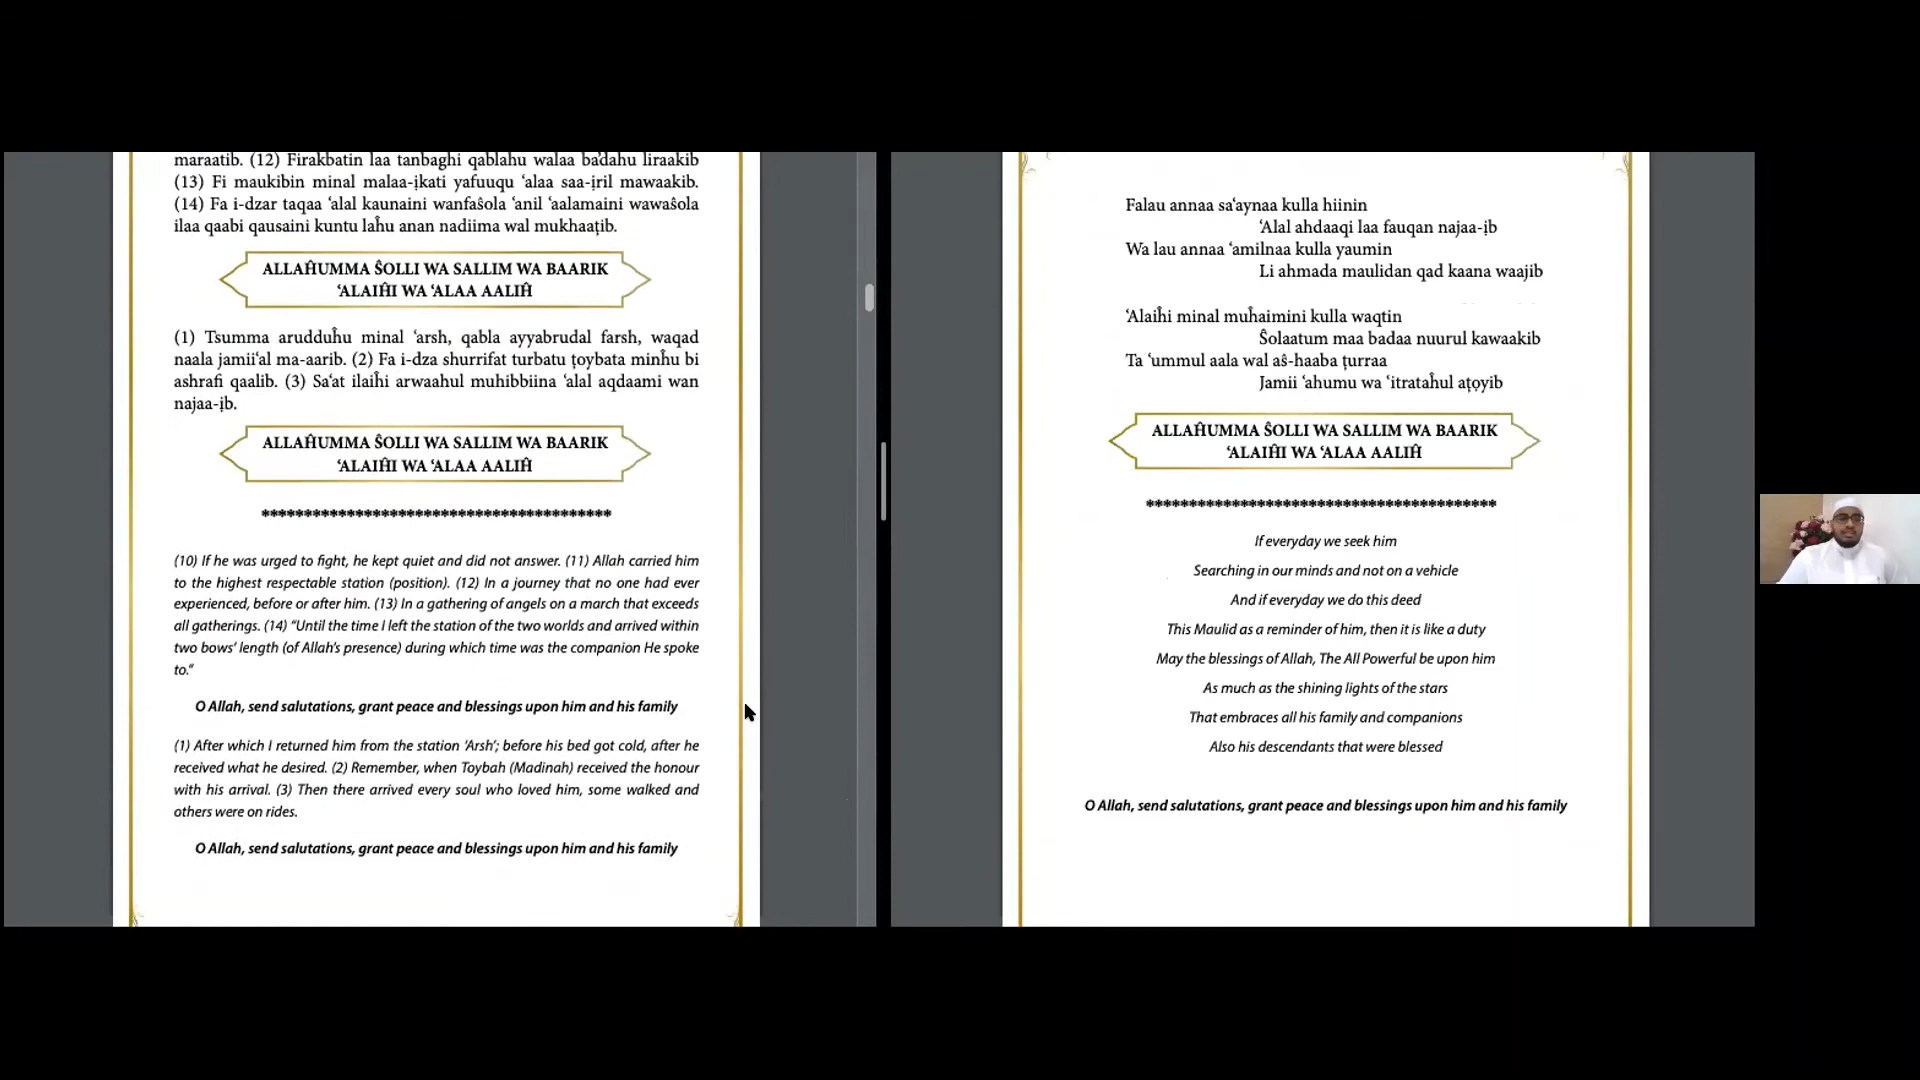 maraatib. (12) Firakbatin laa tanbaghi qablahu walaa ba'dahu liraakib
(13) Fi maukibin minal malaa-ịkati yafuuqu ‘alaa saa-ịril mawaakib.
(14) Fa i-dzar taqaa ‘alal kaunaini wanfaŝola ‘anil ‘aalamaini wawaŝola
ilaa qaabi qausaini kuntu laĥu anan nadiima wal mukhaaṭib.
ALLAĤUMMA ŜOLLI WA SALLIM WA BAARIK
‘ALAIĤI WA ‘ALAA AALIĤ
(1) Tsumma arudduĥu minal ‘arsh, qabla ayyabrudal farsh, waqad
naala jamii‘al ma-aarib. (2) Fa i-dza shurrifat turbatu ṭoybata minĥu bi
ashrafi qaalib. (3) Sa‘at ilaiĥi arwaahul muhibbiina ‘alal aqdaami wan
najaa-ịb.
ALLAĤUMMA ŜOLLI WA SALLIM WA BAARIK
‘ALAIĤI WA ‘ALAA AALIĤ
****************************************
(10) If he was urged to fight, he kept quiet and did not answer. (11) Allah carried him
to the highest respectable station (position). (12) In a journey that no one had ever
experienced, before or after him. (13) In a gathering of angels on a march that exceeds
all gatherings. (14) “Until the time I left the station of the two worlds and arrived within
two bows’ length (of Allah’s presence) during which time was the companion He spoke
to.”
O Allah, send salutations, grant peace and blessings upon him and his family
(1) After which I returned him from the station ‘Arsh’; before his bed got cold, after he
received what he desired. (2) Remember, when Toybah (Madinah) received the honour
with his arrival. (3) Then there arrived every soul who loved him, some walked and
others were on rides.
O Allah, send salutations, grant peace and blessings upon him and his family
Falau annaa sa‘aynaa kulla hiinin
‘Alal ahdaaqi laa fauqan najaa-ịb
Wa lau annaa ‘amilnaa kulla yaumin
Li ahmada maulidan qad kaana waajib
‘Alaiĥi minal muĥaimini kulla waqtin
Ŝolaatum maa badaa nuurul kawaakib
Ta ‘ummul aala wal aŝ-haaba ṭurraa
Jamii ‘ahumu wa ‘itrataĥul aṭọyib
ALLAĤUMMA ŜOLLI WA SALLIM WA BAARIK
‘ALAIĤI WA ‘ALAA AALIĤ
****************************************
If everyday we seek him
Searching in our minds and not on a vehicle
And if everyday we do this deed
This Maulid as a reminder of him, then it is like a duty
May the blessings of Allah, The All Powerful be upon him
As much as the shining lights of the stars
That embraces all his family and companions
Also his descendants that were blessed
O Allah, send salutations, grant peace and blessings upon him and his family